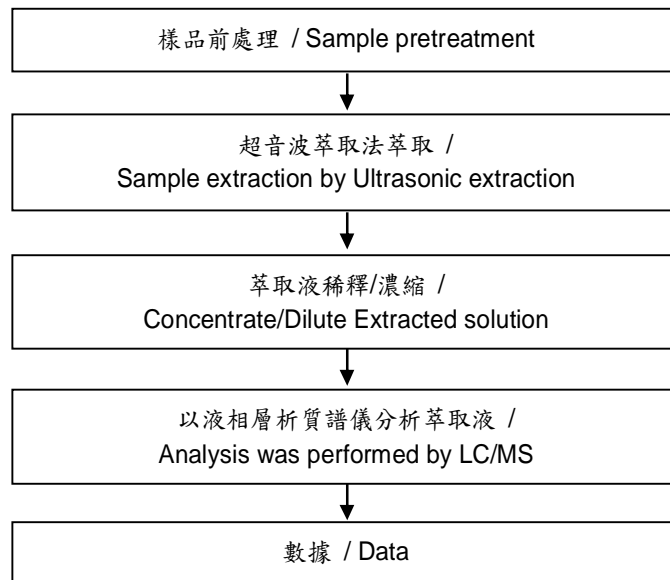 樣品前處理 / Sample pretreatment
超音波萃取法萃取 /
Sample extraction by Ultrasonic extraction
萃取液稀釋/濃縮 /
Concentrate/Dilute Extracted solution
以液相層析質譜儀分析萃取液 /
Analysis was performed by LC/MS
數據 / Data